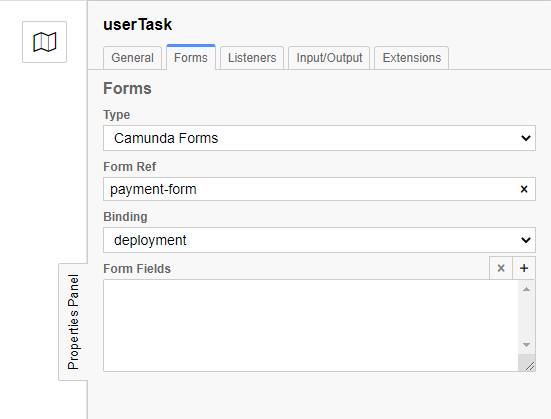 userTask
General Forms Listeners Input/Output Extensions
Forms
Type
Camunda Forms
Form Ref
payment-form ×
Binding
deployment
Form Fields × +
Properties Panel